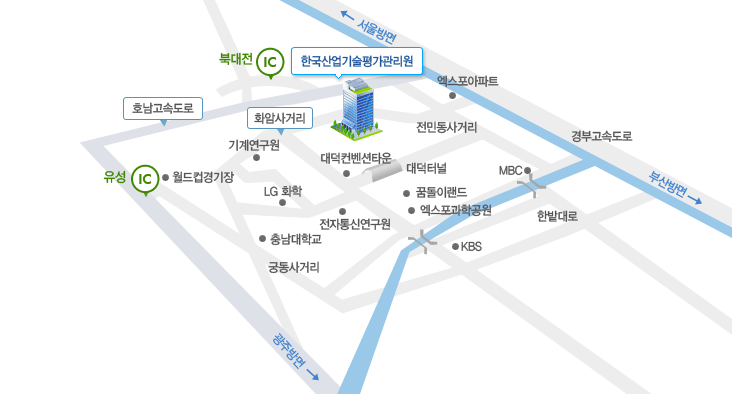 서울방면
북대전
IC
한국산업기술평가관리원
엑스포아파트
호남고속도로
화암사거리
전민동사거리
경부고속도로
기계연구원
대덕컨벤션타운
대덕터널
MBC
유성
IC
월드컵경기장
부산방면
LG 화학
꿈돌이랜드
엑스포과학공원
한밭대로
전자통신연구원
충남대학교
KBS
궁동사거리
광주방면